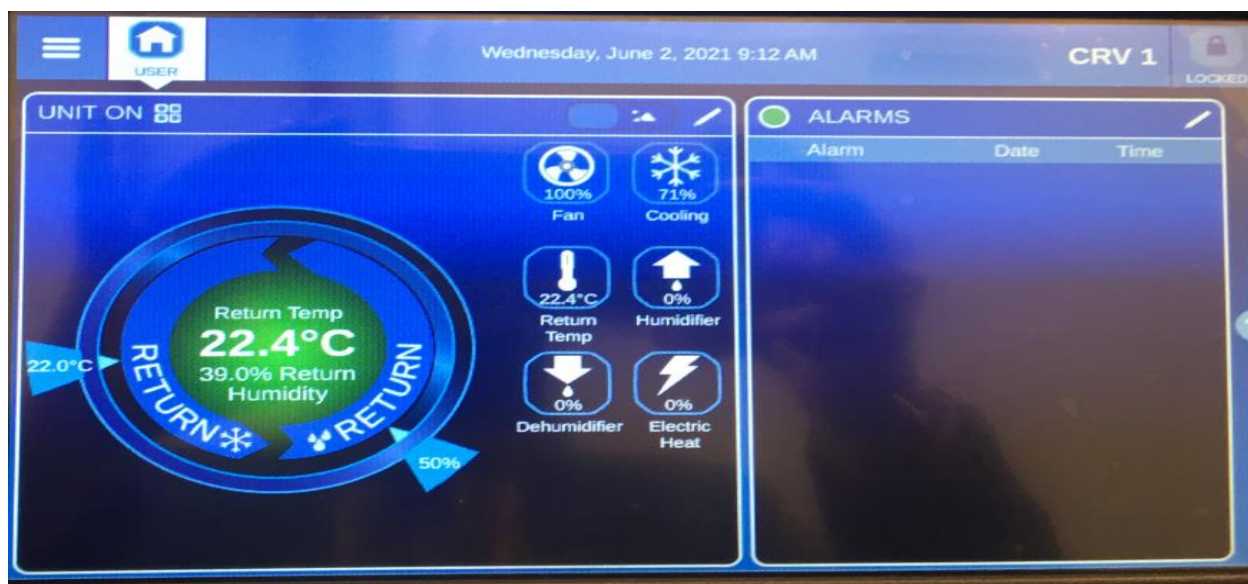 USER
Wednesday, June 2, 2021 9:12 AM
CRV 1
LOCKED
UNIT ON
100%
Fan
71%
Cooling
22.4°C
Return
Temp
0%
Humidifier
0%
Dehumidifier
0%
Electric
Heat
Return Temp
22.4°C
39.0% Return
Humidity
RETURN
RETURN
22.0°C
50%
ALARMS
Alarm Date Time